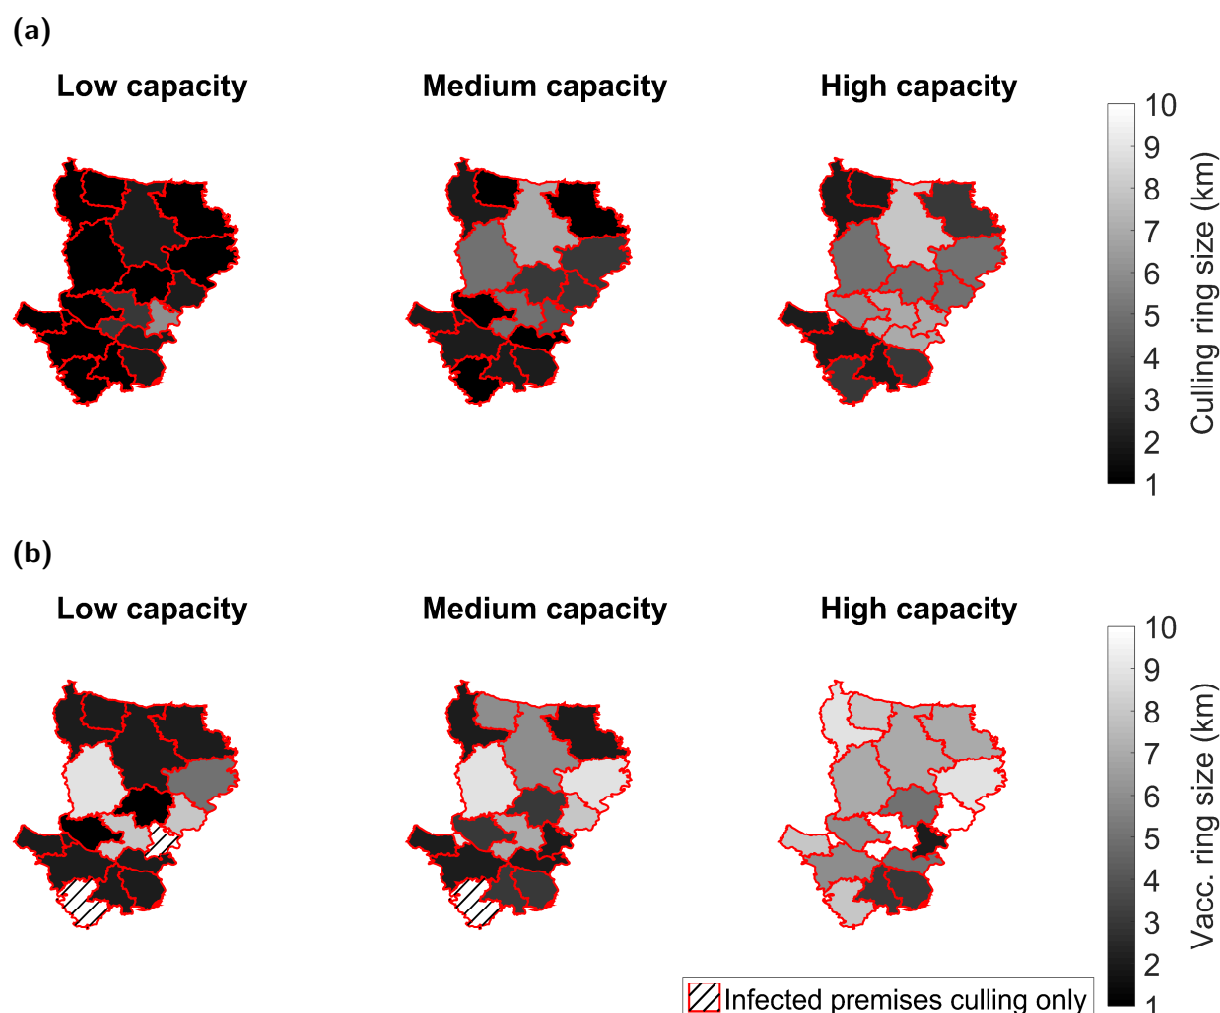 (a)
Low capacity
Medium capacity
High capacity
10
9
8
7
6
5
4
3
2
1
Culling ring size (km)
(b)
Low capacity
Medium capacity
High capacity
10
9
8
7
6
5
4
3
2
1
Vacc. ring size (km)
Infected premises culling only